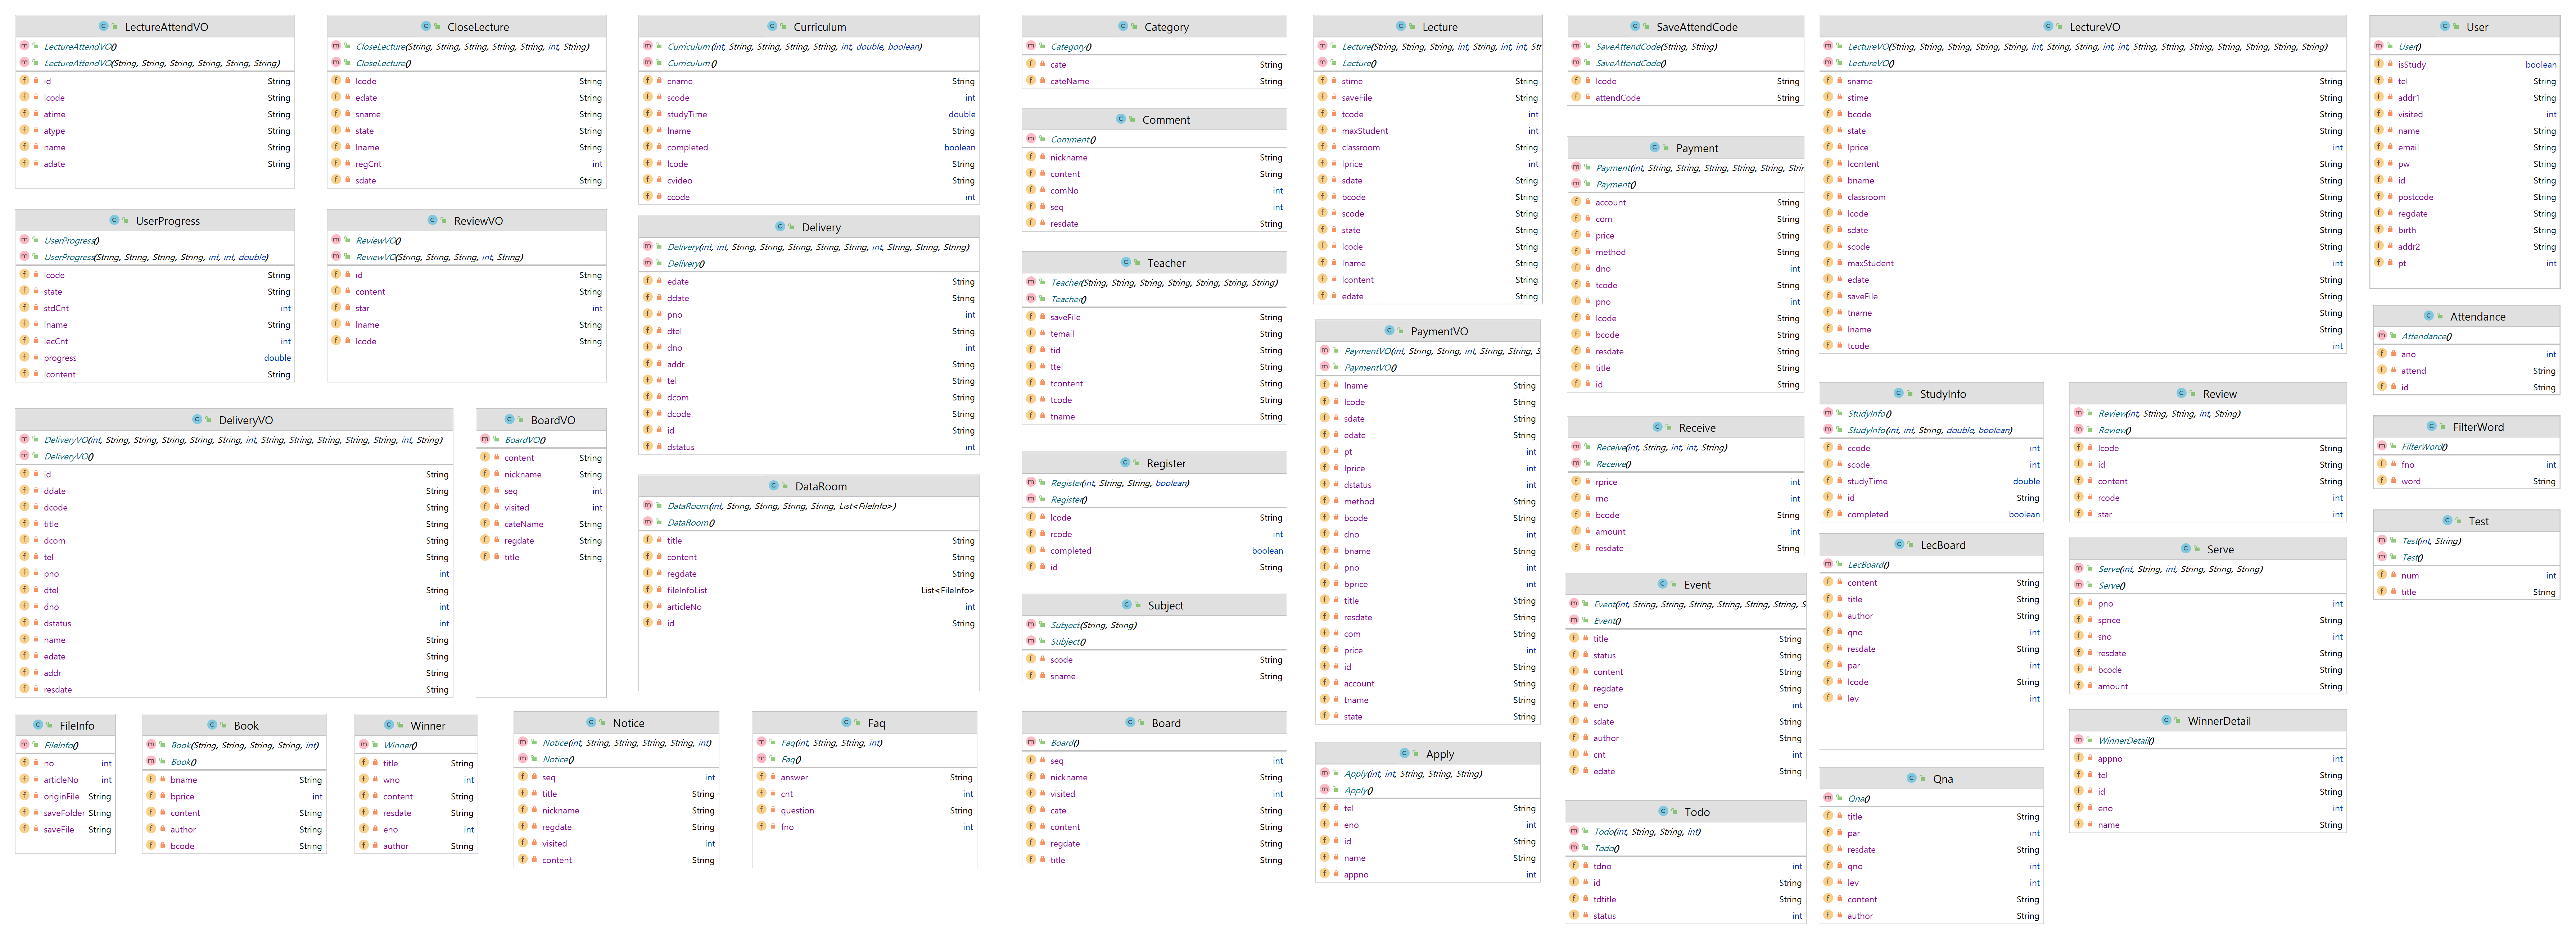 LectureAttendVO
LectureAttendVO()
LectureAttendVO(String, String, String, String, String, String)
id String
lcode String
atime String
atype String
name String
adate String
CloseLecture
CloseLecture(String, String, String, String, String, int, String)
CloseLecture()
lcode String
edate String
sname String
state String
lname String
regCnt int
sdate String
Curriculum
Curriculum(int, String, String, String, String, int, double, boolean)
Curriculum()
cname String
scode int
studyTime double
lname String
completed boolean
lcode String
cvideo String
ccode int
Category
Category()
cate String
cateName String
Comment
Comment()
nickname String
content String
comNo int
seq int
resdate String
Lecture
Lecture(String, String, String, int, String, int, int, Str
Lecture()
stime String
saveFile String
tcode int
maxStudent int
classroom String
lprice int
sdate String
bcode String
scode String
state String
lcode String
lname String
lcontent String
edate String
SaveAttendCode
SaveAttendCode(String, String)
SaveAttendCode()
lcode String
attendCode String
Payment
Payment(int, String, String, String, String, String, Strin
Payment()
account String
com String
price String
method String
dno int
tcode String
pno int
lcode String
bcode String
resdate String
title String
id String
LectureVO
LectureVO(String, String, String, String, int, String, String, int, int, String, String, String, String, String, String, String)
LectureVO()
sname String
stime String
bcode String
state String
lprice int
lcontent String
bname String
classroom String
lcode String
sdate String
scode String
maxStudent int
edate String
saveFile String
tname String
lname String
tcode int
User
User()
isStudy boolean
tel String
addr1 String
visited int
name String
email String
pw String
id String
postcode String
regdate String
birth String
addr2 String
pt int
UserProgress
UserProgress()
UserProgress(String, String, String, String, int, int, double)
lcode String
state String
stdCnt int
lname String
lecCnt int
progress double
lcontent String
ReviewVO
ReviewVO()
ReviewVO(String, String, String, int, String)
id String
content String
star int
lname String
lcode String
Delivery
Delivery(int, int, String, String, String, String, String, int, String, String, String)
Delivery()
edate String
ddate String
pno int
dtel String
dno int
addr String
tel String
dcom String
dcode String
id String
dstatus int
Teacher
Teacher(String, String, String, String, String, String, String)
Teacher()
saveFile String
temail String
tid String
ttel String
tcontent String
tcode String
tname String
PaymentVO
PaymentVO(int, String, String, int, String, String, S
PaymentVO()
lname String
lcode String
sdate String
edate String
pt int
lprice int
dstatus int
method String
bcode String
dno int
bname String
pno int
bprice int
title String
resdate String
com String
price int
id String
account String
tname String
state String
Attendance
Attendance()
ano int
attend String
id String
DeliveryVO
DeliveryVO(int, String, String, String, String, String, int, String, String, String, String, String, int, String)
DeliveryVO()
id String
ddate String
dcode String
title String
dcom String
tel String
pno int
dtel String
dno int
dstatus int
name String
edate String
addr String
resdate String
BoardVO
BoardVO()
content String
nickname String
seq int
visited int
cateName String
regdate String
title String
DataRoom
DataRoom(int, String, String, String, String, List<FileInfo>)
DataRoom()
title String
content String
regdate String
fileInfoList List<FileInfo>
articleNo int
id String
Register
Register(int, String, String, boolean)
Register()
lcode String
rcode int
completed boolean
id String
Subject
Subject(String, String)
Subject()
scode String
sname String
Receive
Receive(int, String, int, int, String)
Receive()
rprice int
rno int
bcode String
amount int
resdate String
Event
Event(int, String, String, String, String, String, String, S
Event()
title String
status String
content String
regdate String
eno int
sdate String
author String
cnt int
edate String
StudyInfo
StudyInfo()
StudyInfo(int, int, String, double, boolean)
ccode int
scode int
studyTime double
id String
completed boolean
LecBoard
LecBoard()
content String
title String
author String
qno int
resdate String
par int
lcode String
lev int
Review
Review(int, String, String, int, String)
Review()
lcode String
id String
content String
rcode int
star int
Serve
Serve(int, String, int, String, String, String)
Serve()
pno int
sprice String
sno int
resdate String
bcode String
amount String
FilterWord
FilterWord()
fno int
word String
Test
Test(int, String)
Test()
num int
title String
FileInfo
FileInfo()
no int
articleNo int
originFile String
saveFolder String
saveFile String
Book
Book(String, String, String, String, int)
Book()
bname String
bprice int
content String
author String
bcode String
Winner
Winner()
title String
wno int
content String
resdate String
eno int
author String
Notice
Notice(int, String, String, String, String, int)
Notice()
seq int
title String
nickname String
regdate String
visited int
content String
Faq
Faq(int, String, String, int)
Faq()
answer String
cnt int
question String
fno int
Board
Board()
seq int
nickname String
visited int
cate String
content String
regdate String
title String
Apply
Apply(int, int, String, String, String)
Apply()
tel String
eno int
id String
name String
appno int
Todo
Todo(int, String, String, int)
Todo()
tdno int
id String
tdtitle String
status int
Qna
Qna()
title String
par int
resdate String
qno int
lev int
content String
author String
WinnerDetail
WinnerDetail()
appno int
tel String
id String
eno int
name String